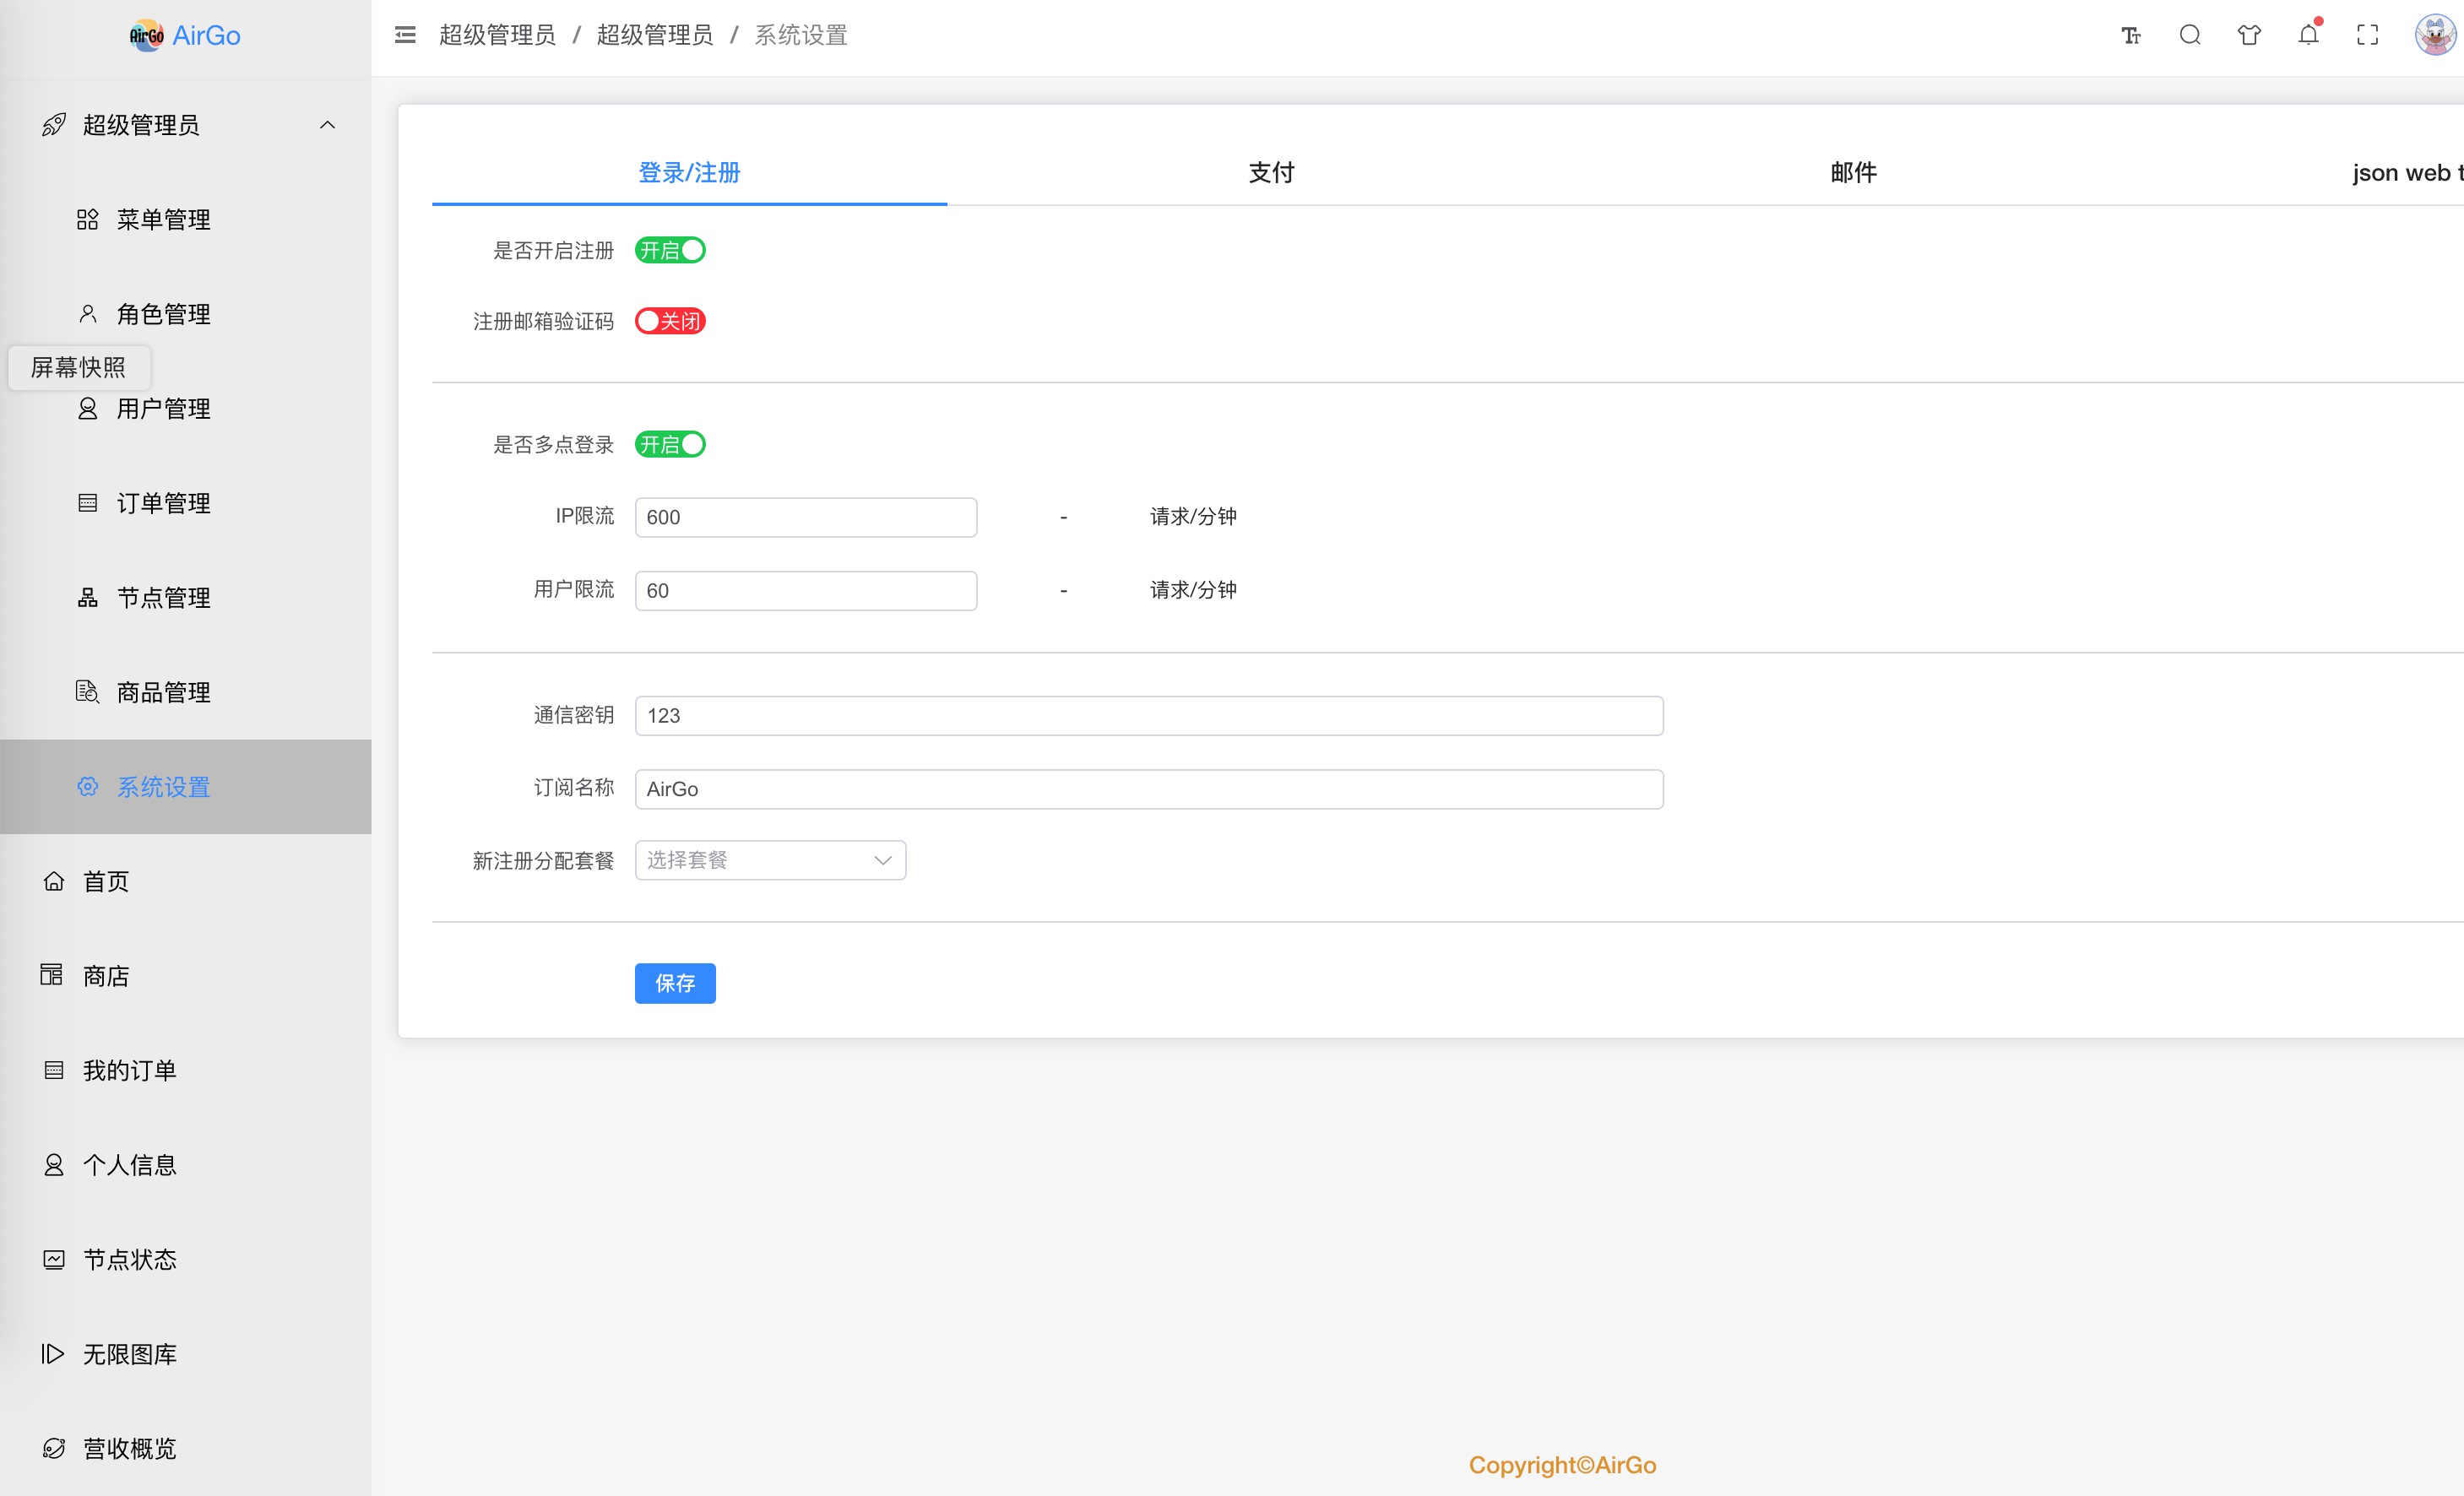 AirGo AirGo
超级管理员 / 超级管理员 / 系统设置
超级管理员
菜单管理
角色管理
屏幕快照
用户管理
订单管理
节点管理
商品管理
系统设置
首页
商店
我的订单
个人信息
节点状态
无限图库
营收概览
登录/注册 支付 邮件 json web t
是否开启注册 开启
注册邮箱验证码 关闭
是否多点登录 开启
IP限流 600 - 请求/分钟
用户限流 60 - 请求/分钟
通信密钥 123
订阅名称 AirGo
新注册分配套餐 选择套餐
保存
Copyright©AirGo